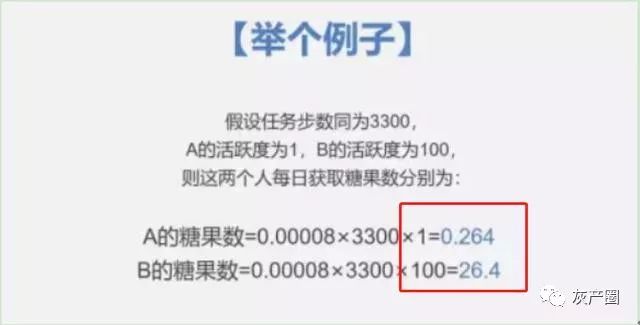 【举个例子】
假设任务步数同为3300，
A的活跃度为1，B的活跃度为100，
则这两个人每日获取糖果数分别为：
A的糖果数=0.00008×3300×1=0.264
B的糖果数=0.00008×3300×100=26.4
灰产圈